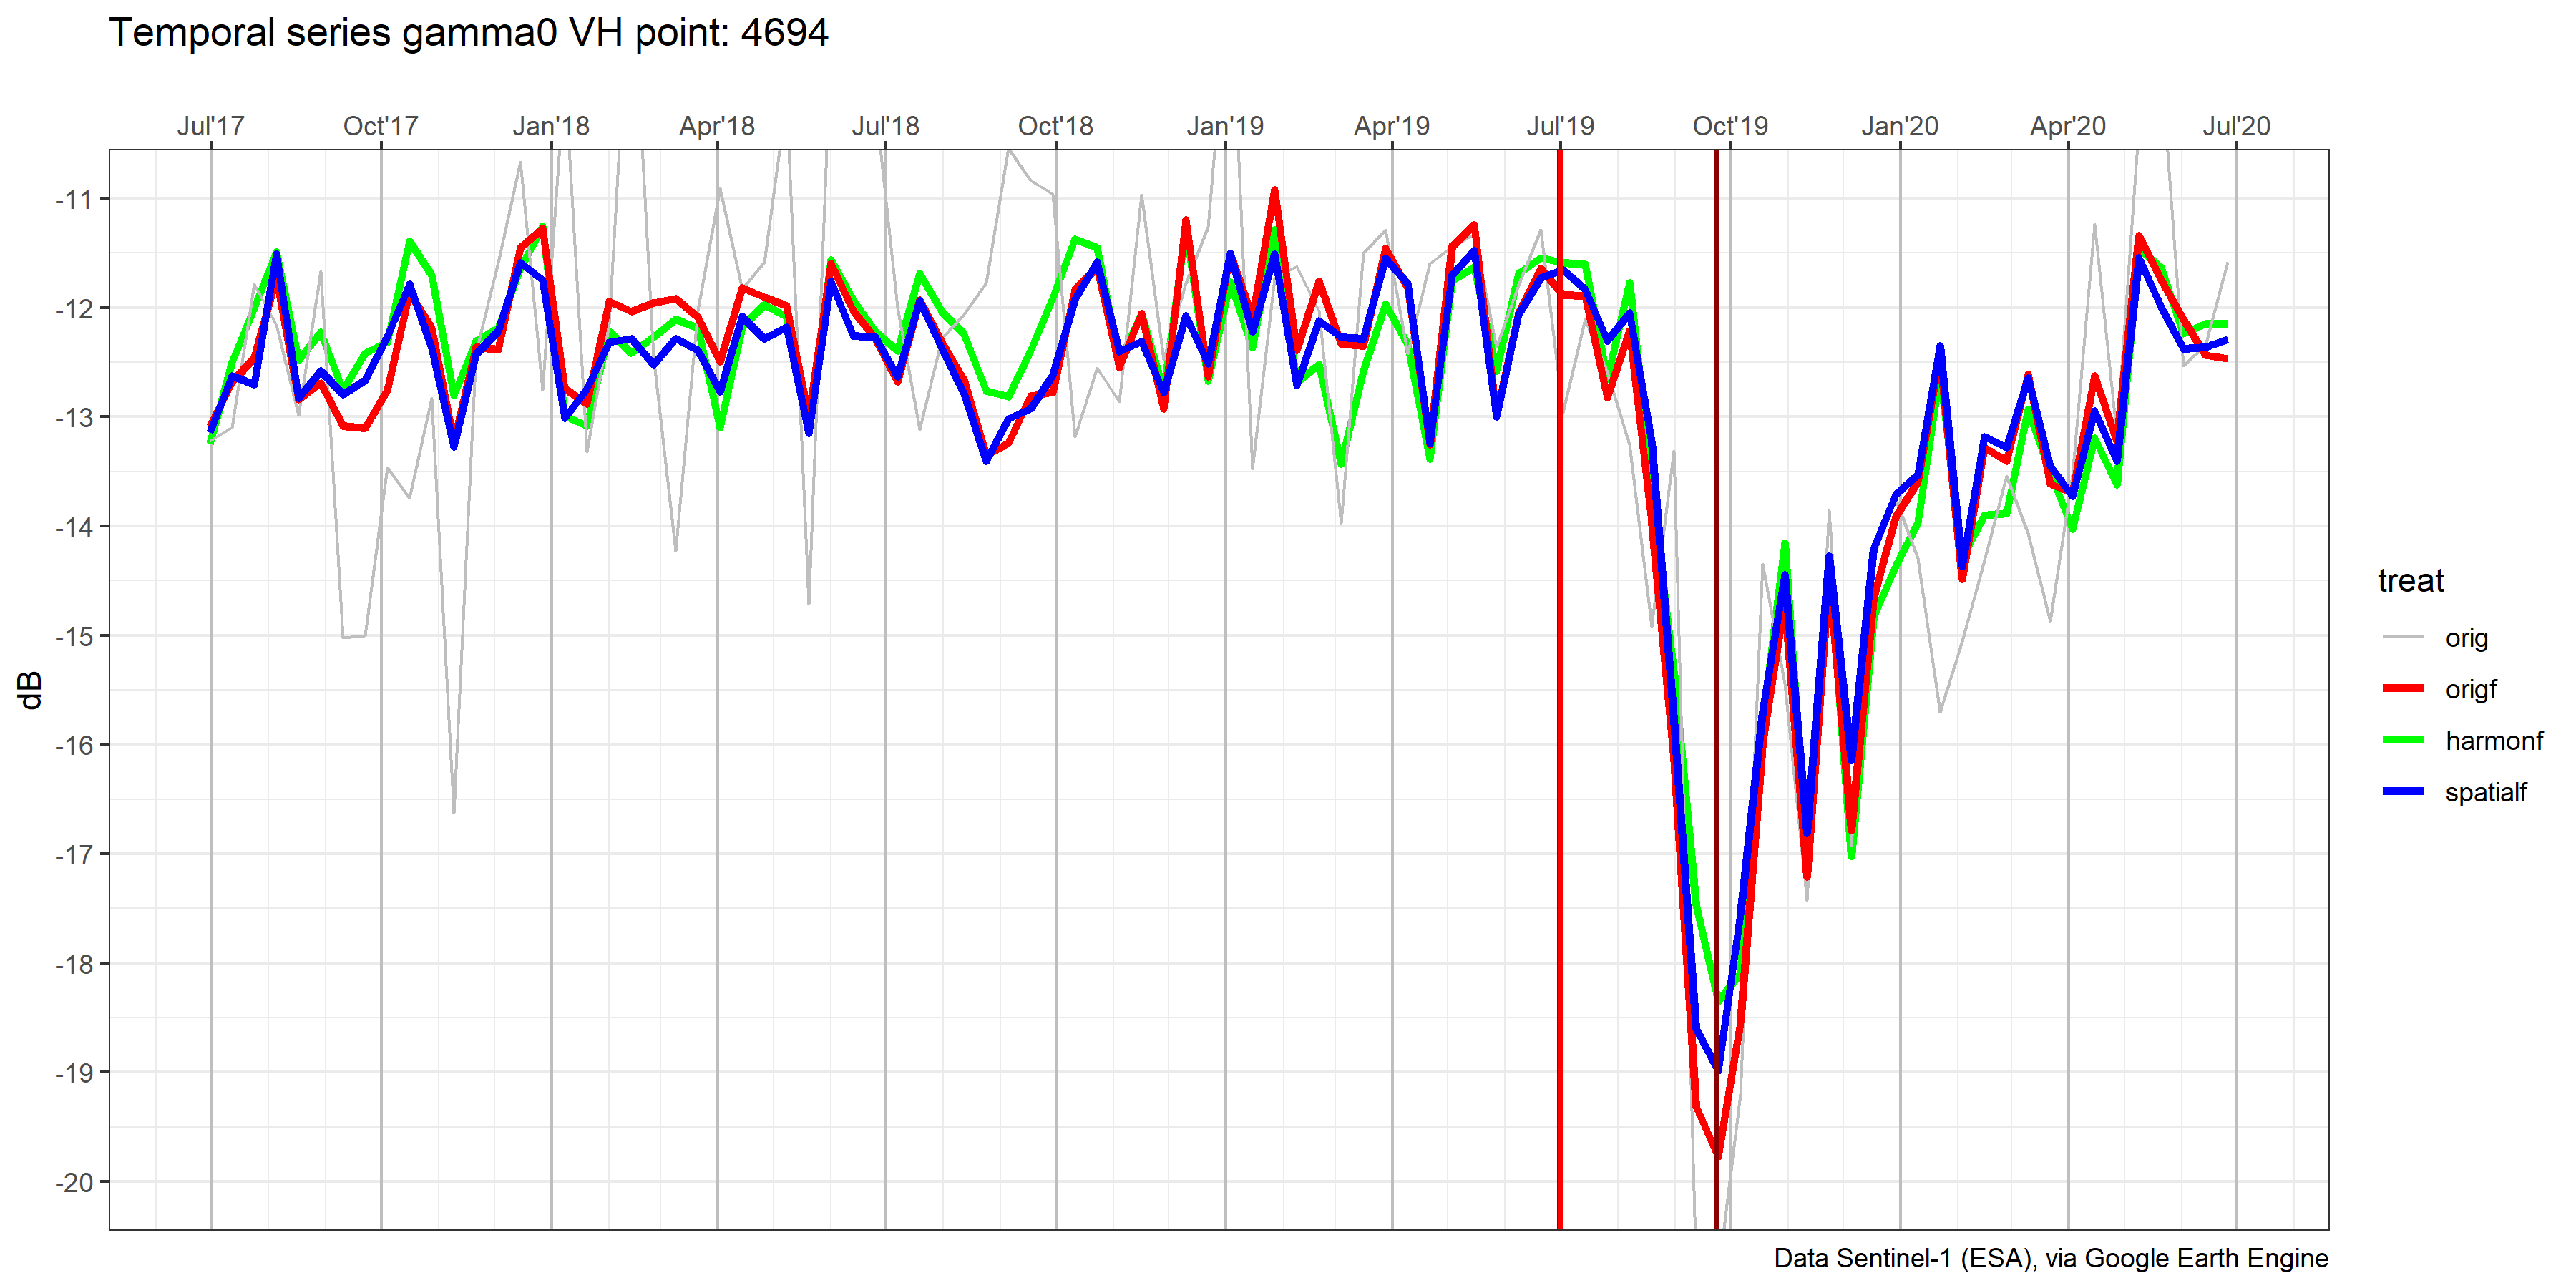 Temporal series gamma0 VH point: 4694
Jul'17 Oct'17 Jan'18 Apr'18 Jul'18 Oct'18 Jan'19 Apr'19 Jul'19 Oct'19 Jan'20 Apr'20 Jul'20
-11
-12
-13
-14
-15
-16
-17
-18
-19
-20
dB
treat
orig
origf
harmonf
spatialf
Data Sentinel-1 (ESA), via Google Earth Engine